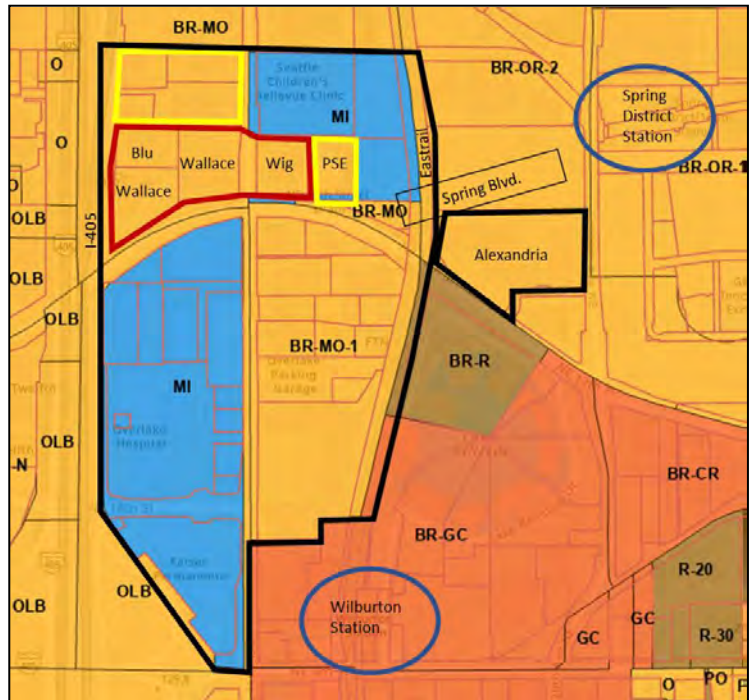 BR-MO
I-405
O
Seattle
Children's
Bellevue Clinic
BR-OR-2
Spring
District
Station
MI
O
Blu
Wallace
Wig
PSE
Eastrail
BR-OR-1
Wallace
Spring Blvd.
O
OLB
BR-MO
I-405
Alexandria
OLB
OLB
BR-MO-1
Overlake
Parking
Garage
BR-R
MI
OLB
Overlake
Hospital
N
BR-CR
BR-GC
Kaiser
Permanente
OLB
R-20
OLB
Wilburton
Station
GC
GC
R-30
O
PO
F